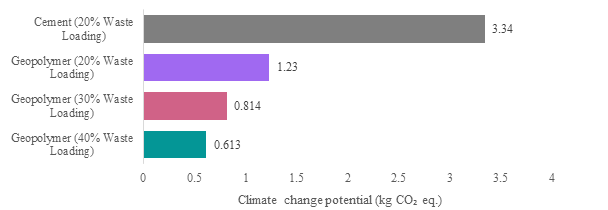 Cement (20% Waste
Loading)
3.34
Geopolymer (20% Waste
Loading)
1.23
Geopolymer (30% Waste
Loading)
0.814
Geopolymer (40% Waste
Loading)
0.613
0 0.5 1 1.5 2 2.5 3 3.5 4
Climate change potential (kg CO₂ eq.)